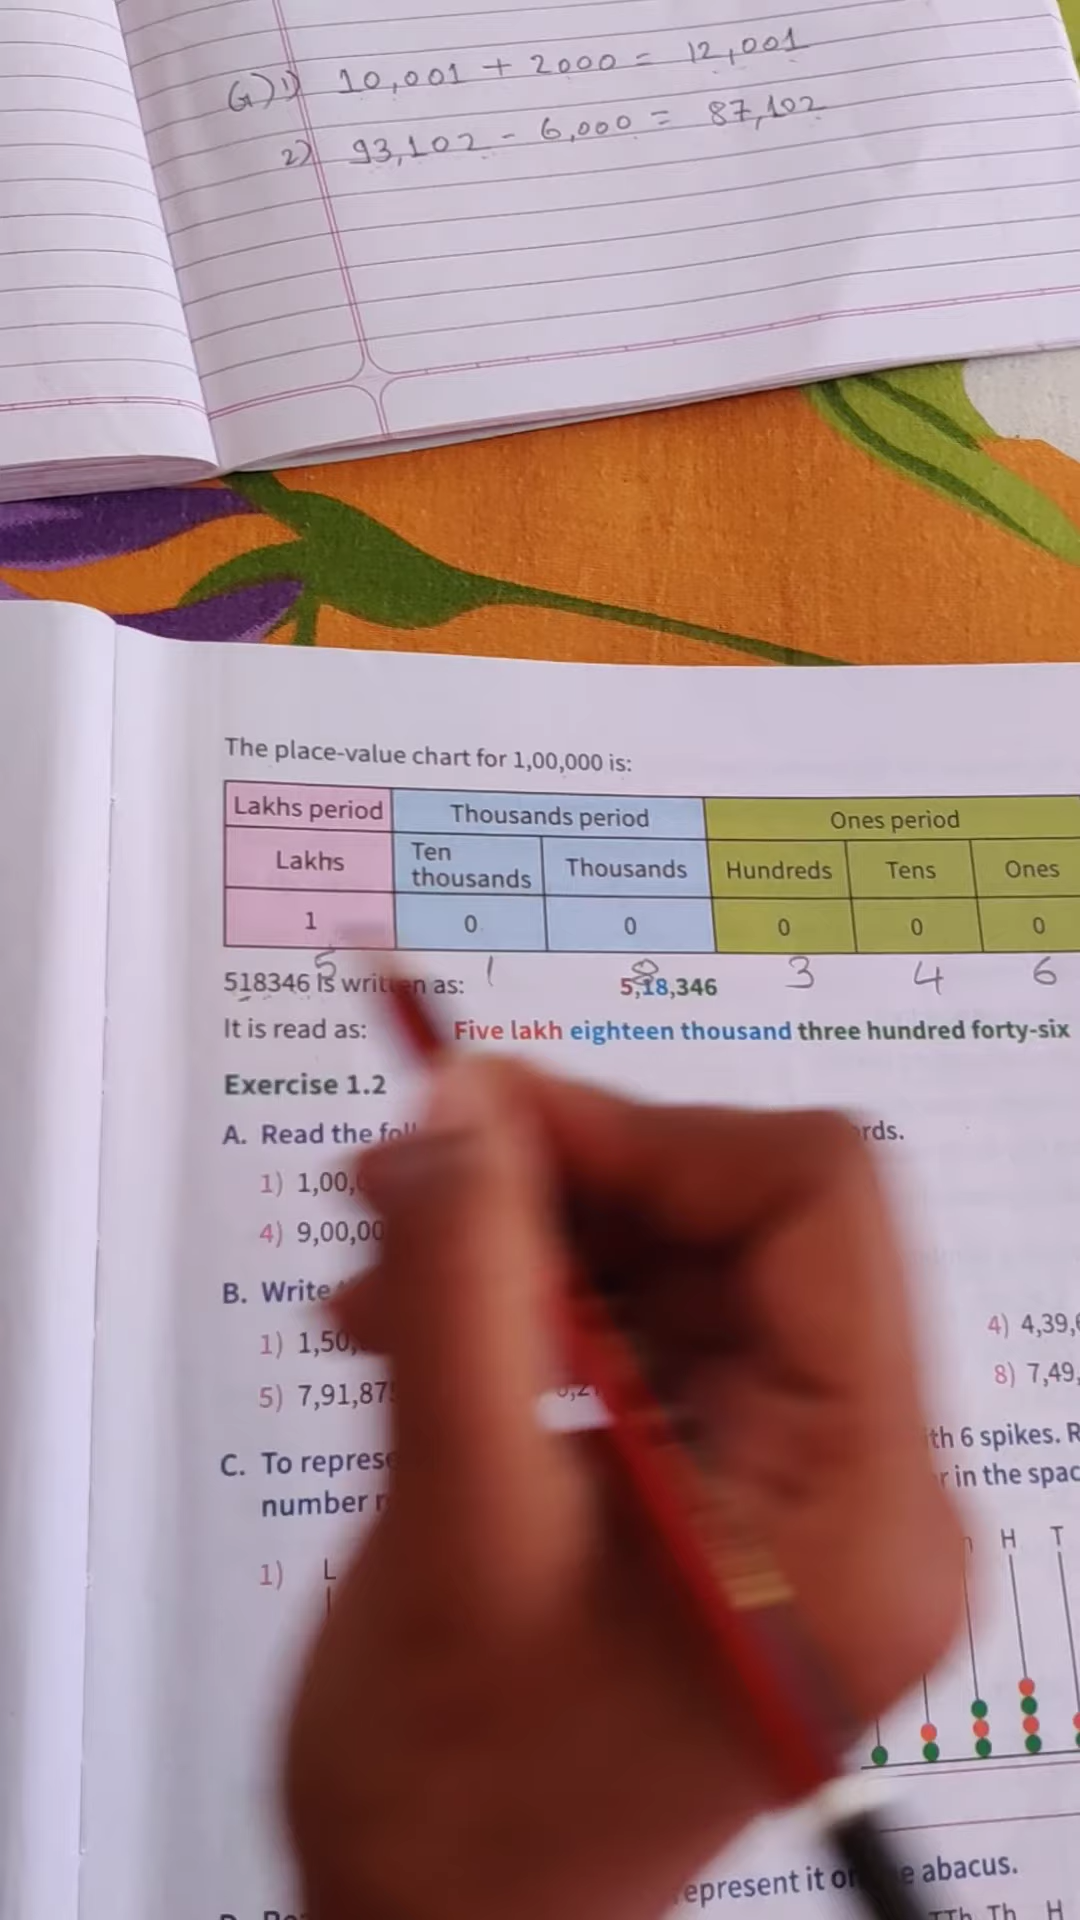 G) 1) 10,001 + 2000 = 12,001
2) 93,102 - 6,000 = 87,102
The place-value chart for 1,00,000 is:
Lakhs period Thousands period Ones period
Lakhs Ten thousands Thousands Hundreds Tens Ones
1 0 0 0 0 0
5 1 8 3 4 6
518346 is written as: 5,18,346
It is read as: Five lakh eighteen thousand three hundred forty-six
Exercise 1.2
A. Read the
1) 1,00,
4) 9,00,00
B. Write
1) 1,50, 4) 4,39,
5) 7,91,87 8) 7,49,
C. To 6 spikes.
number in the
1) L H T
it on abacus.
TTh Th H